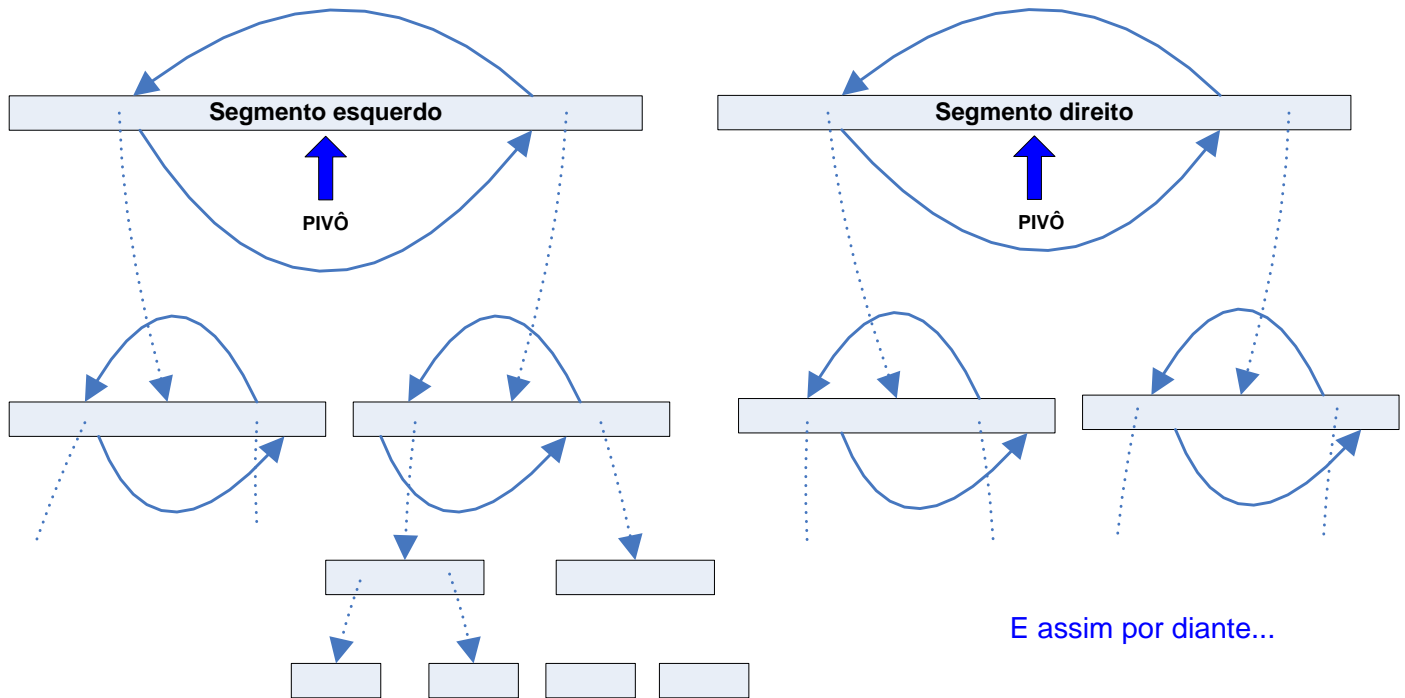 Segmento esquerdo
Segmento direito
PIVÔ
PIVÔ
E assim por diante...